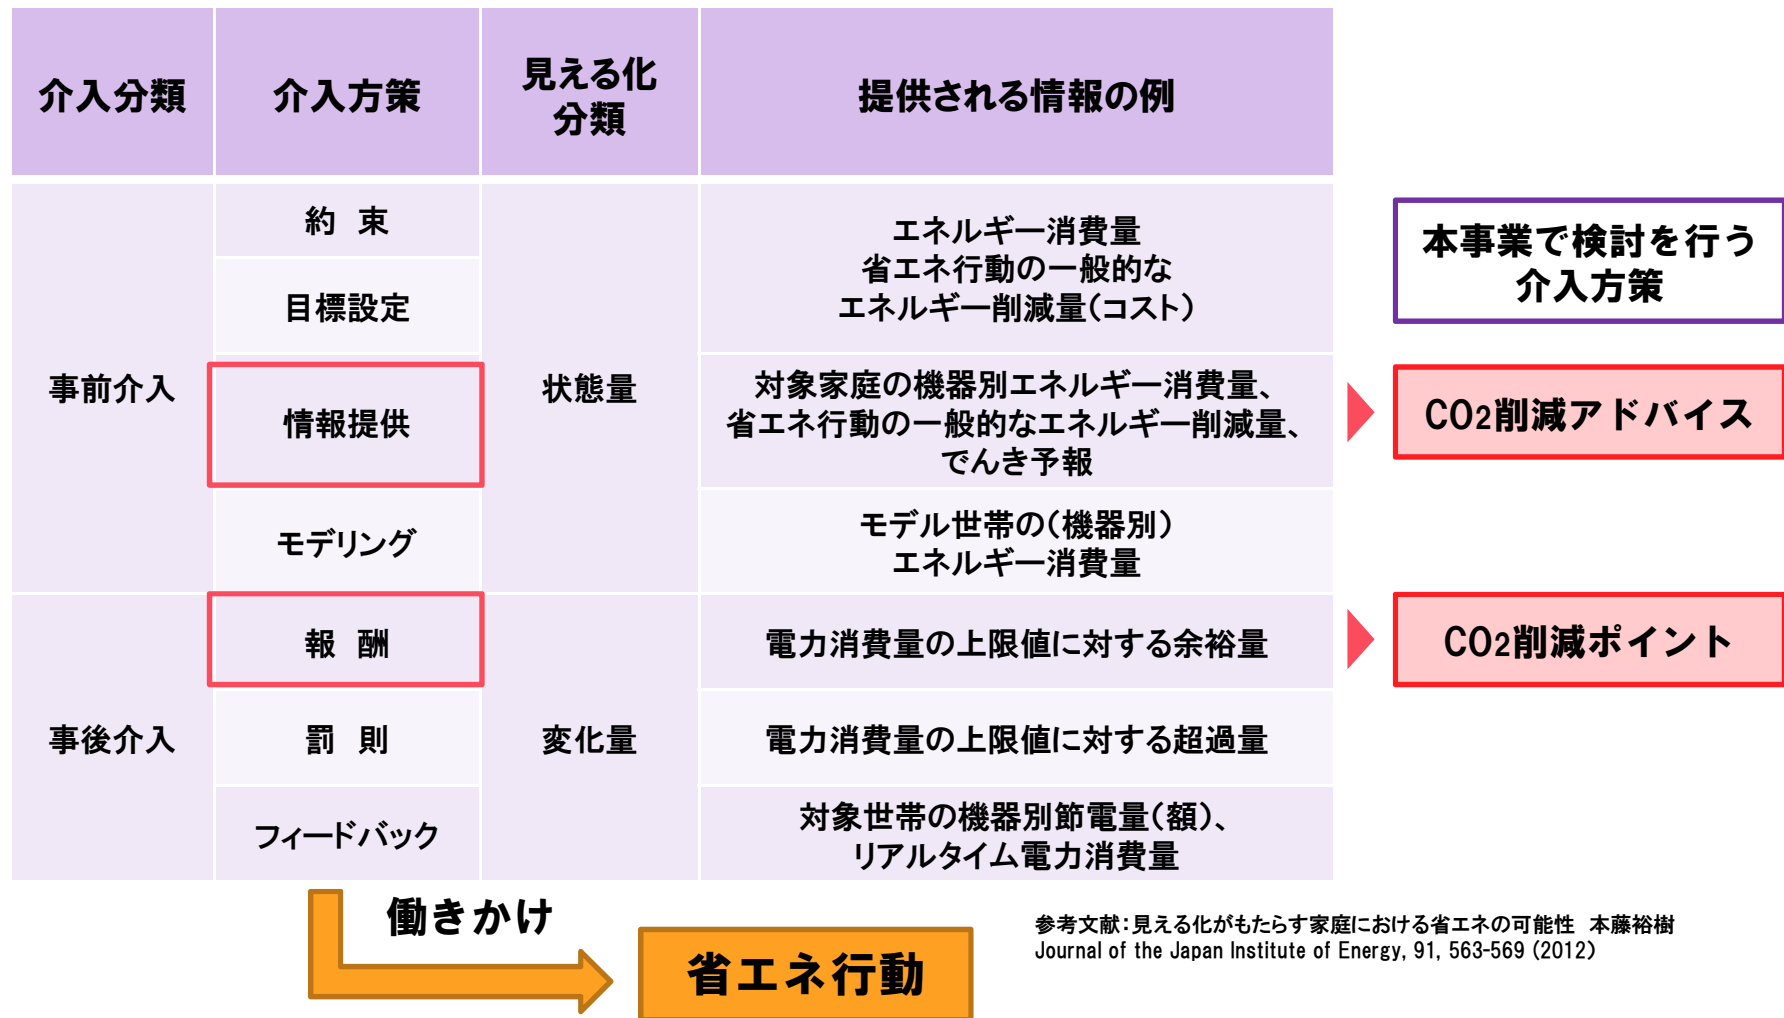 介入分類
介入方策
見える化
分類
提供される情報の例
事前介入
約　束
目標設定
情報提供
モデリング
状態量
エネルギー消費量
省エネ行動の一般的な
エネルギー削減量(コスト)
対象家庭の機器別エネルギー消費量、
省エネ行動の一般的なエネルギー削減量、
でんき予報
モデル世帯の(機器別)
エネルギー消費量
事後介入
報　酬
罰　則
フィードバック
変化量
電力消費量の上限値に対する余裕量
電力消費量の上限値に対する超過量
対象世帯の機器別節電量(額)、
リアルタイム電力消費量
本事業で検討を行う
介入方策
CO2削減アドバイス
CO2削減ポイント
働きかけ
省エネ行動
参考文献:見える化がもたらす家庭における省エネの可能性　本藤裕樹
Journal of the Japan Institute of Energy, 91, 563-569 (2012)